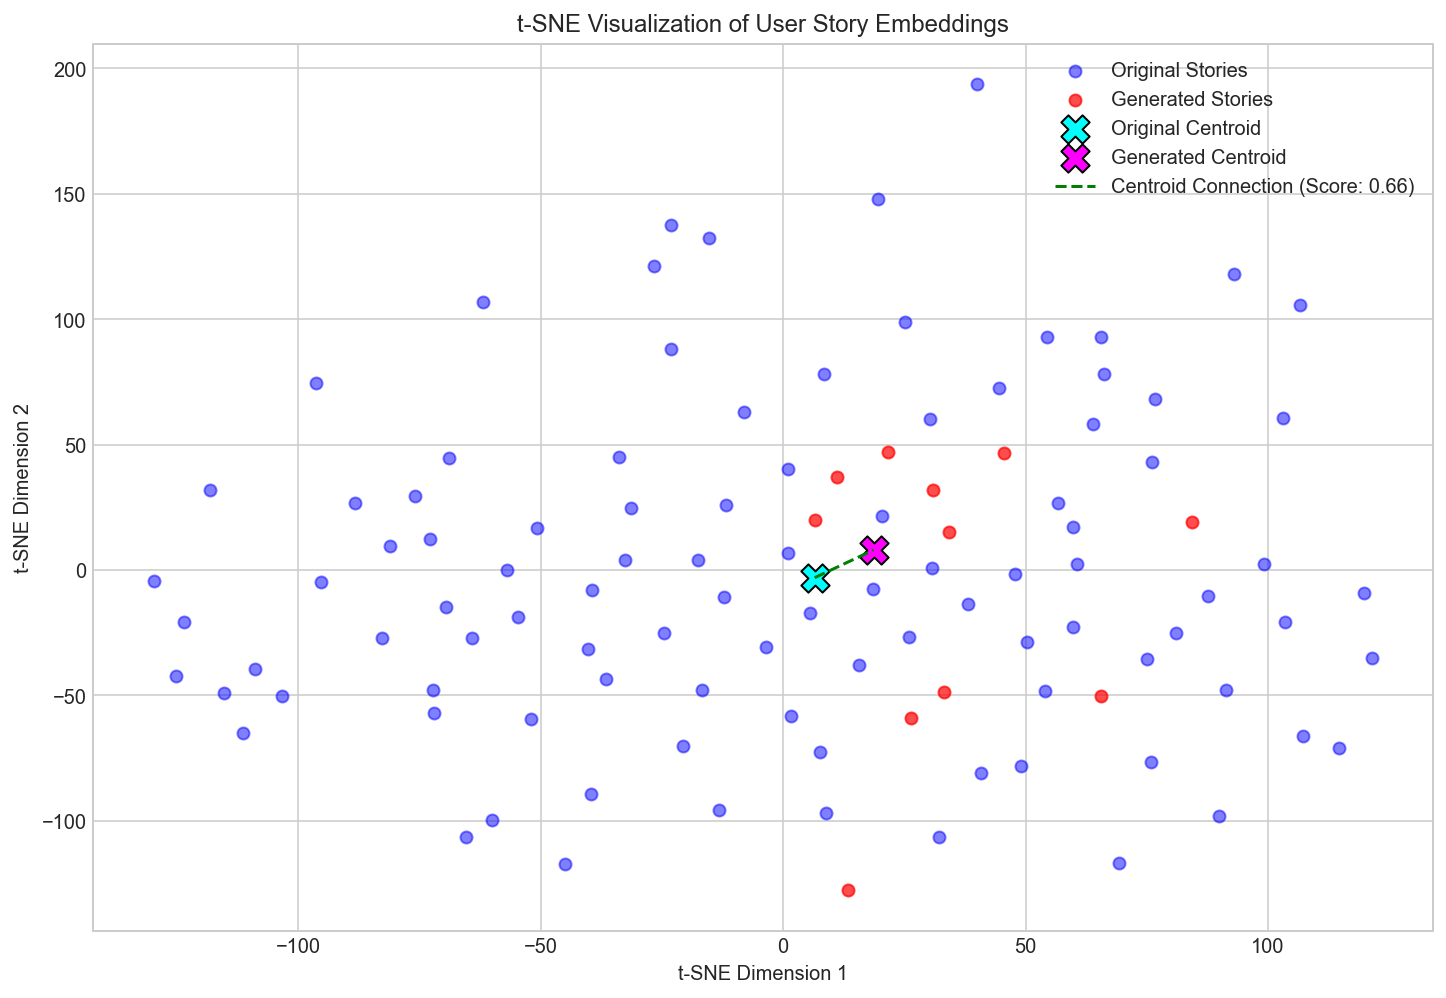 t-SNE Visualization of User Story Embeddings
Original Stories
Generated Stories
Original Centroid
Generated Centroid
Centroid Connection (Score: 0.66)
200
150
100
50
0
−50
−100
t-SNE Dimension 2
−100
−50
0
50
100
t-SNE Dimension 1